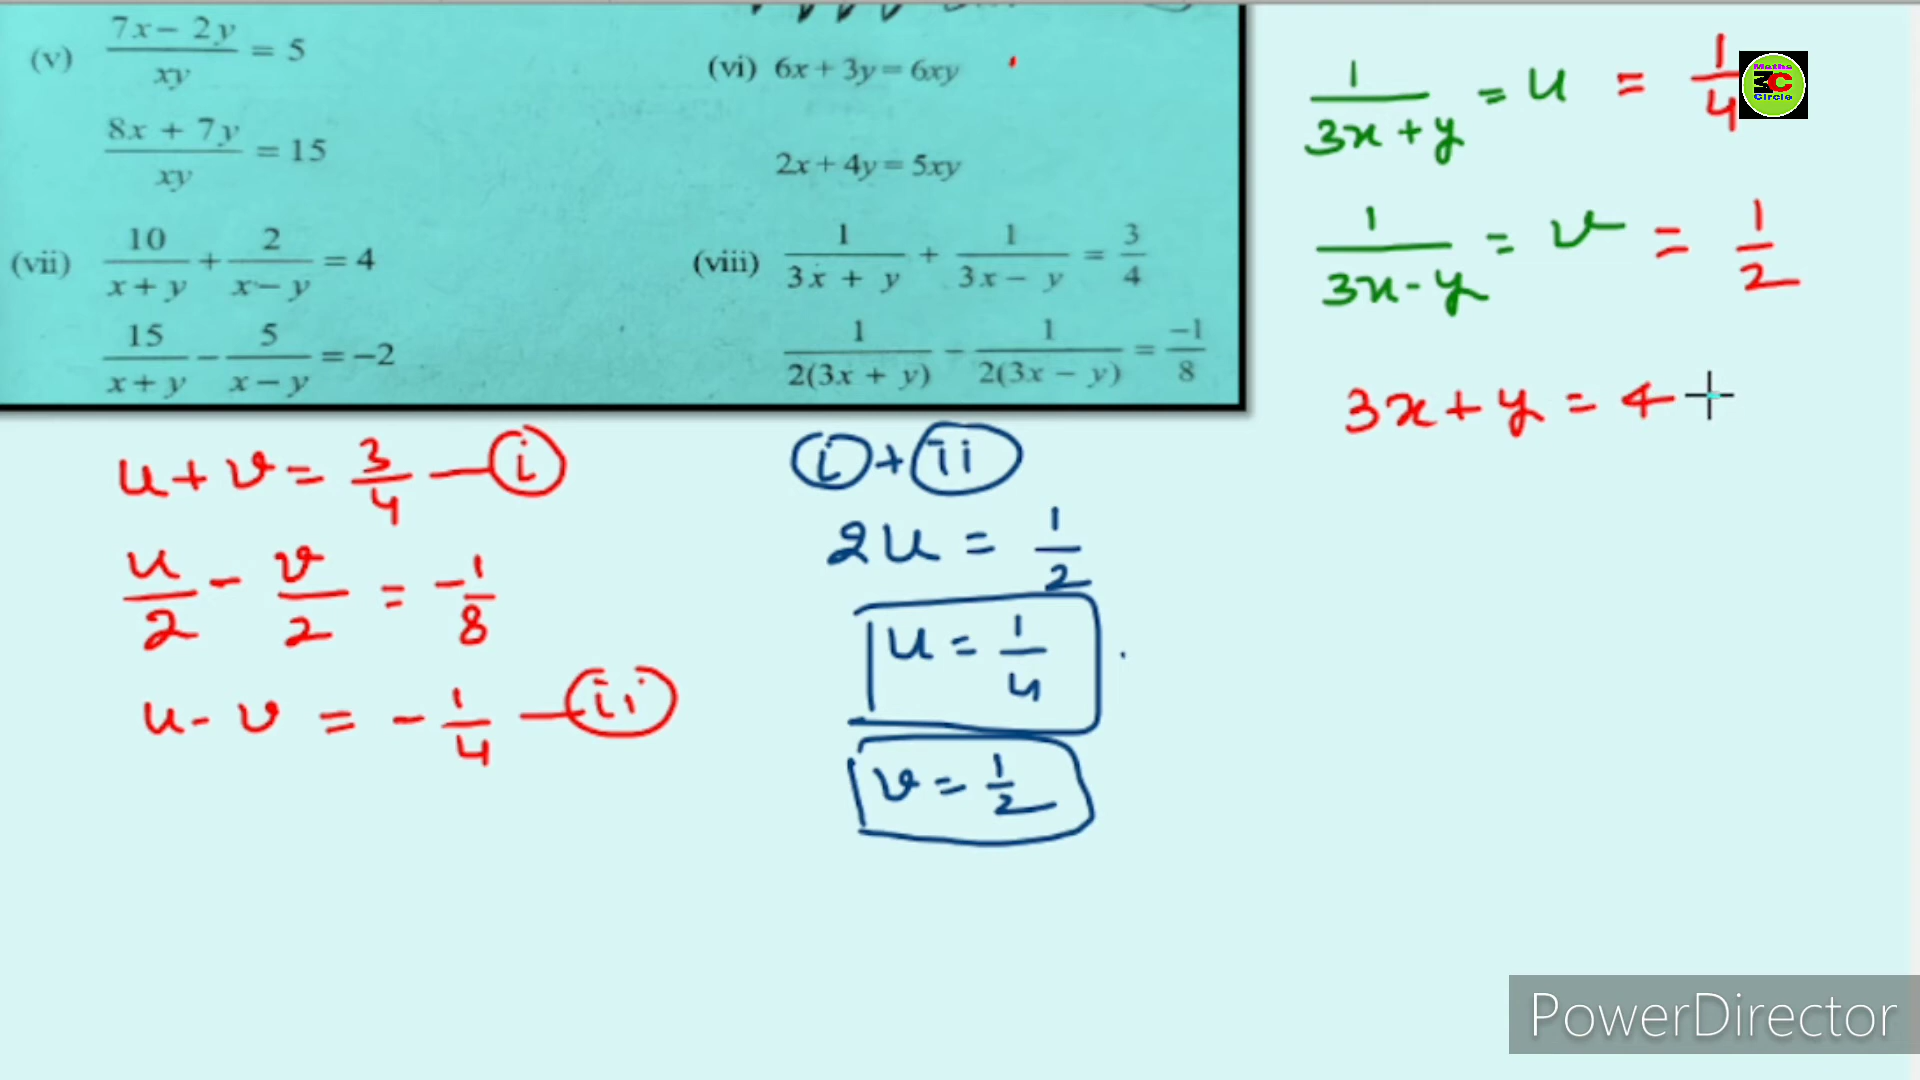 (v) 7x − 2y / xy = 5
8x + 7y / xy = 15
(vi) 6x + 3y = 6xy
2x + 4y = 5xy
(vii) 10 / x + y + 2 / x − y = 4
15 / x + y − 5 / x − y = −2
(viii) 1 / 3x + y + 1 / 3x − y = 3 / 4
1 / 2(3x + y) − 1 / 2(3x − y) = −1 / 8
u + v = 3/4 — (i)
u/2 − v/2 = −1/8
u − v = −1/4 — (ii)
(i) + (ii)
2u = 1/2
u = 1/4
v = 1/2
1 / 3x + y = u = 1/4
1 / 3x − y = v = 1/2
3x + y = 4
Maths
3C
Circle
PowerDirector